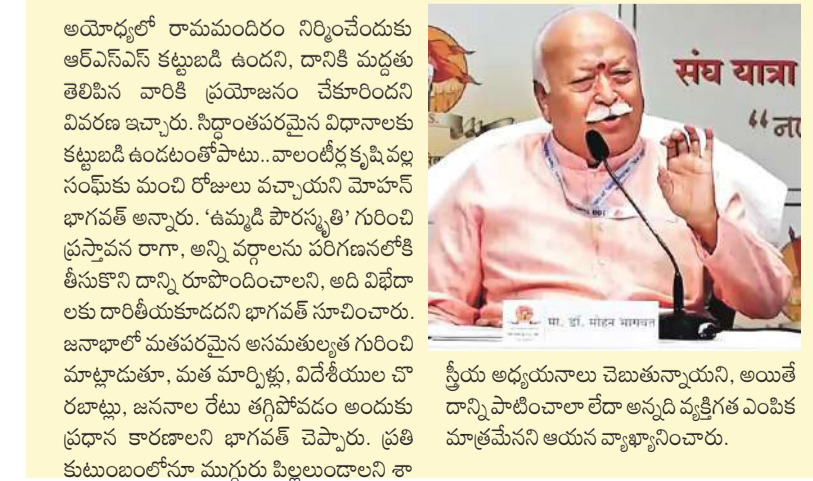 అయోధ్యలో రామమందిరం నిర్మించేందుకు
ఆర్ఎస్ఎస్ కట్టుబడి ఉందని, దానికి మద్దతు
తెలిపిన వారికి ప్రయోజనం చేకూరిందని
వివరణ ఇచ్చారు. సిద్ధాంతపరమైన విధానాలకు
కట్టుబడి ఉండటంతోపాటు..వాలంటీర్ల కృషి వల్ల
సంఘ్‌కు మంచి రోజులు వచ్చాయని మోహన్
భాగవత్ అన్నారు. ‘ఉమ్మడి పౌరస్మృతి’ గురించి
ప్రస్తావన రాగా, అన్ని వర్గాలను పరిగణనలోకి
తీసుకొని దాన్ని రూపొందించాలని, అది విభేదా
లకు దారితీయకూడదని భాగవత్ సూచించారు.
జనాభాలో మతపరమైన అసమతుల్యత గురించి
మాట్లాడుతూ, మత మార్పిళ్లు, విదేశీయుల చొ
రబాట్లు, జననాల రేటు తగ్గిపోవడం అందుకు
ప్రధాన కారణాలని భాగవత్ చెప్పారు. ప్రతి
కుటుంబంలోనూ ముగ్గురు పిల్లలుండాలని శా
संघ यात्रा
“न
मा. डॉ. मोहन भागवत
స్త్రీయ అధ్యయనాలు చెబుతున్నాయని, అయితే
దాన్ని పాటించాలా లేదా అన్నది వ్యక్తిగత ఎంపిక
మాత్రమేనని ఆయన వ్యాఖ్యానించారు.